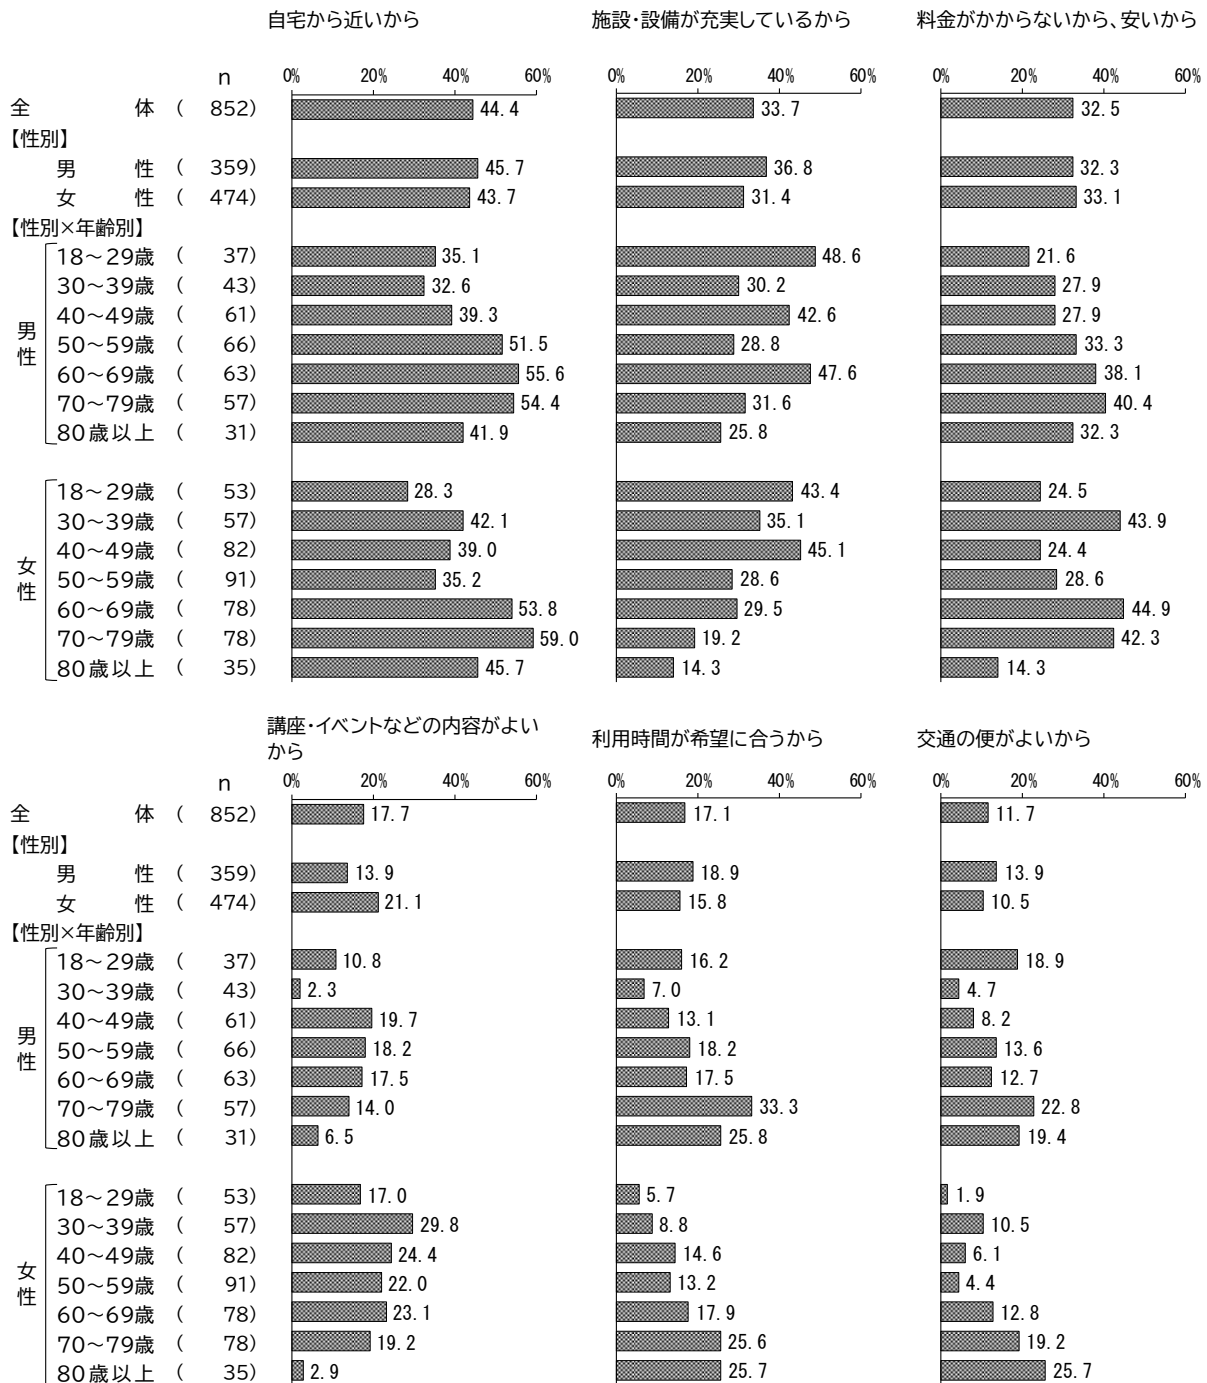 自宅から近いから 施設・設備が充実しているから 料金がかからないから、安いから
n 0% 20% 40% 60% 0% 20% 40% 60% 0% 20% 40% 60%
全体 ( 852) 44.4 33.7 32.5
【性別】
男性 ( 359) 45.7 36.8 32.3
女性 ( 474) 43.7 31.4 33.1
【性別×年齢別】
男性
18～29歳 ( 37) 35.1 48.6 21.6
30～39歳 ( 43) 32.6 30.2 27.9
40～49歳 ( 61) 39.3 42.6 27.9
50～59歳 ( 66) 51.5 28.8 33.3
60～69歳 ( 63) 55.6 47.6 38.1
70～79歳 ( 57) 54.4 31.6 40.4
80歳以上 ( 31) 41.9 25.8 32.3
女性
18～29歳 ( 53) 28.3 43.4 24.5
30～39歳 ( 57) 42.1 35.1 43.9
40～49歳 ( 82) 39.0 45.1 24.4
50～59歳 ( 91) 35.2 28.6 28.6
60～69歳 ( 78) 53.8 29.5 44.9
70～79歳 ( 78) 59.0 19.2 42.3
80歳以上 ( 35) 45.7 14.3 14.3
講座・イベントなどの内容がよい
から 利用時間が希望に合うから 交通の便がよいから
n 0% 20% 40% 60% 0% 20% 40% 60% 0% 20% 40% 60%
全体 ( 852) 17.7 17.1 11.7
【性別】
男性 ( 359) 13.9 18.9 13.9
女性 ( 474) 21.1 15.8 10.5
【性別×年齢別】
男性
18～29歳 ( 37) 10.8 16.2 18.9
30～39歳 ( 43) 2.3 7.0 4.7
40～49歳 ( 61) 19.7 13.1 8.2
50～59歳 ( 66) 18.2 18.2 13.6
60～69歳 ( 63) 17.5 17.5 12.7
70～79歳 ( 57) 14.0 33.3 22.8
80歳以上 ( 31) 6.5 25.8 19.4
女性
18～29歳 ( 53) 17.0 5.7 1.9
30～39歳 ( 57) 29.8 8.8 10.5
40～49歳 ( 82) 24.4 14.6 6.1
50～59歳 ( 91) 22.0 13.2 4.4
60～69歳 ( 78) 23.1 17.9 12.8
70～79歳 ( 78) 19.2 25.6 19.2
80歳以上 ( 35) 2.9 25.7 25.7